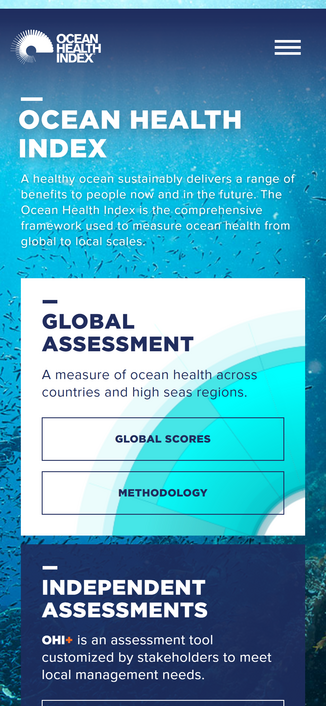 OCEAN
HEALTH
INDEX
OCEAN HEALTH
INDEX
A healthy ocean sustainably delivers a range of
benefits to people now and in the future. The
Ocean Health Index is the comprehensive
framework used to measure ocean health from
global to local scales.
GLOBAL
ASSESSMENT
A measure of ocean health across
countries and high seas regions.
GLOBAL SCORES
METHODOLOGY
INDEPENDENT
ASSESSMENTS
OHI+ is an assessment tool
customized by stakeholders to meet
local management needs.